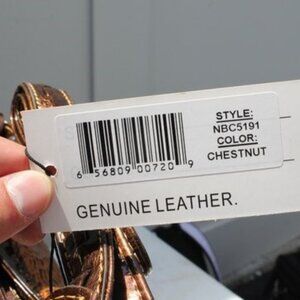 STYLE:
NBC5191
COLOR:
CHESTNUT
6 56809 00720 9
GENUINE LEATHER.